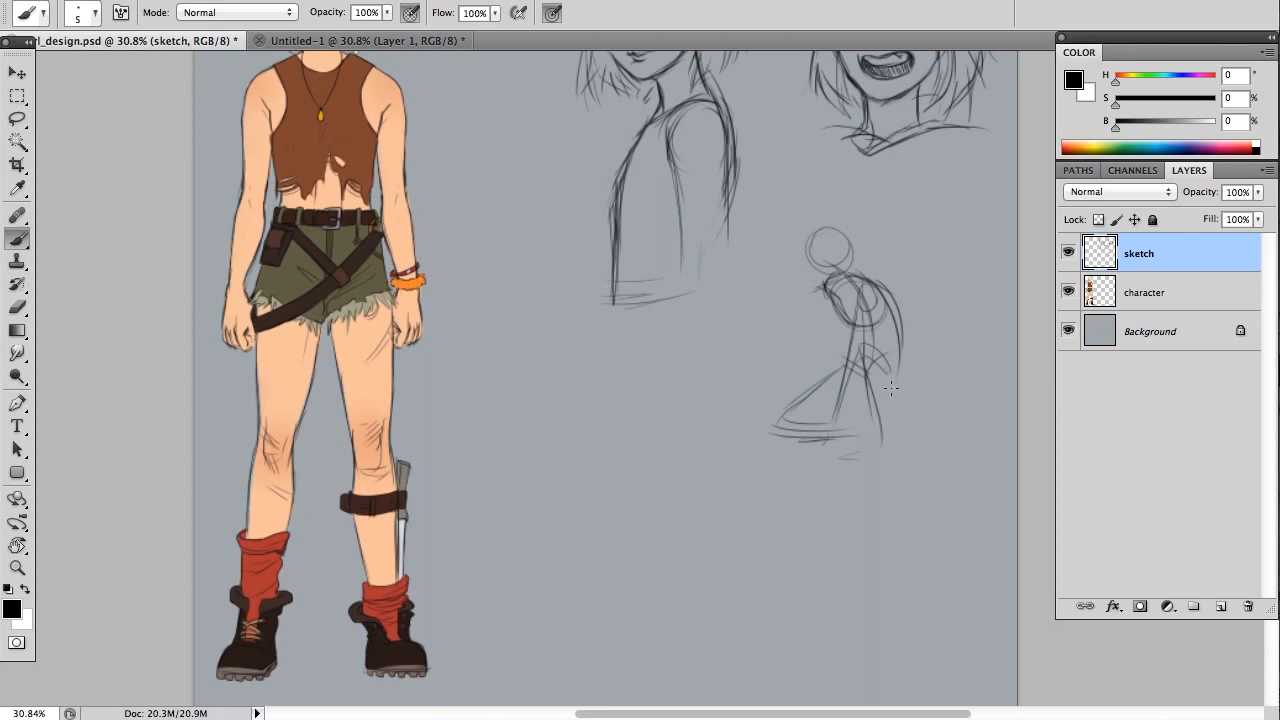 5 Mode: Normal Opacity: 100% Flow: 100%
rl_design.psd @ 30.8% (sketch, RGB/8) * Untitled-1 @ 30.8% (Layer 1, RGB/8) *
COLOR
H 0 °
S 0 %
B 0 %
PATHS CHANNELS LAYERS
Normal Opacity: 100%
Lock: Fill: 100%
sketch
character
Background
30.84% Doc: 20.3M/20.9M